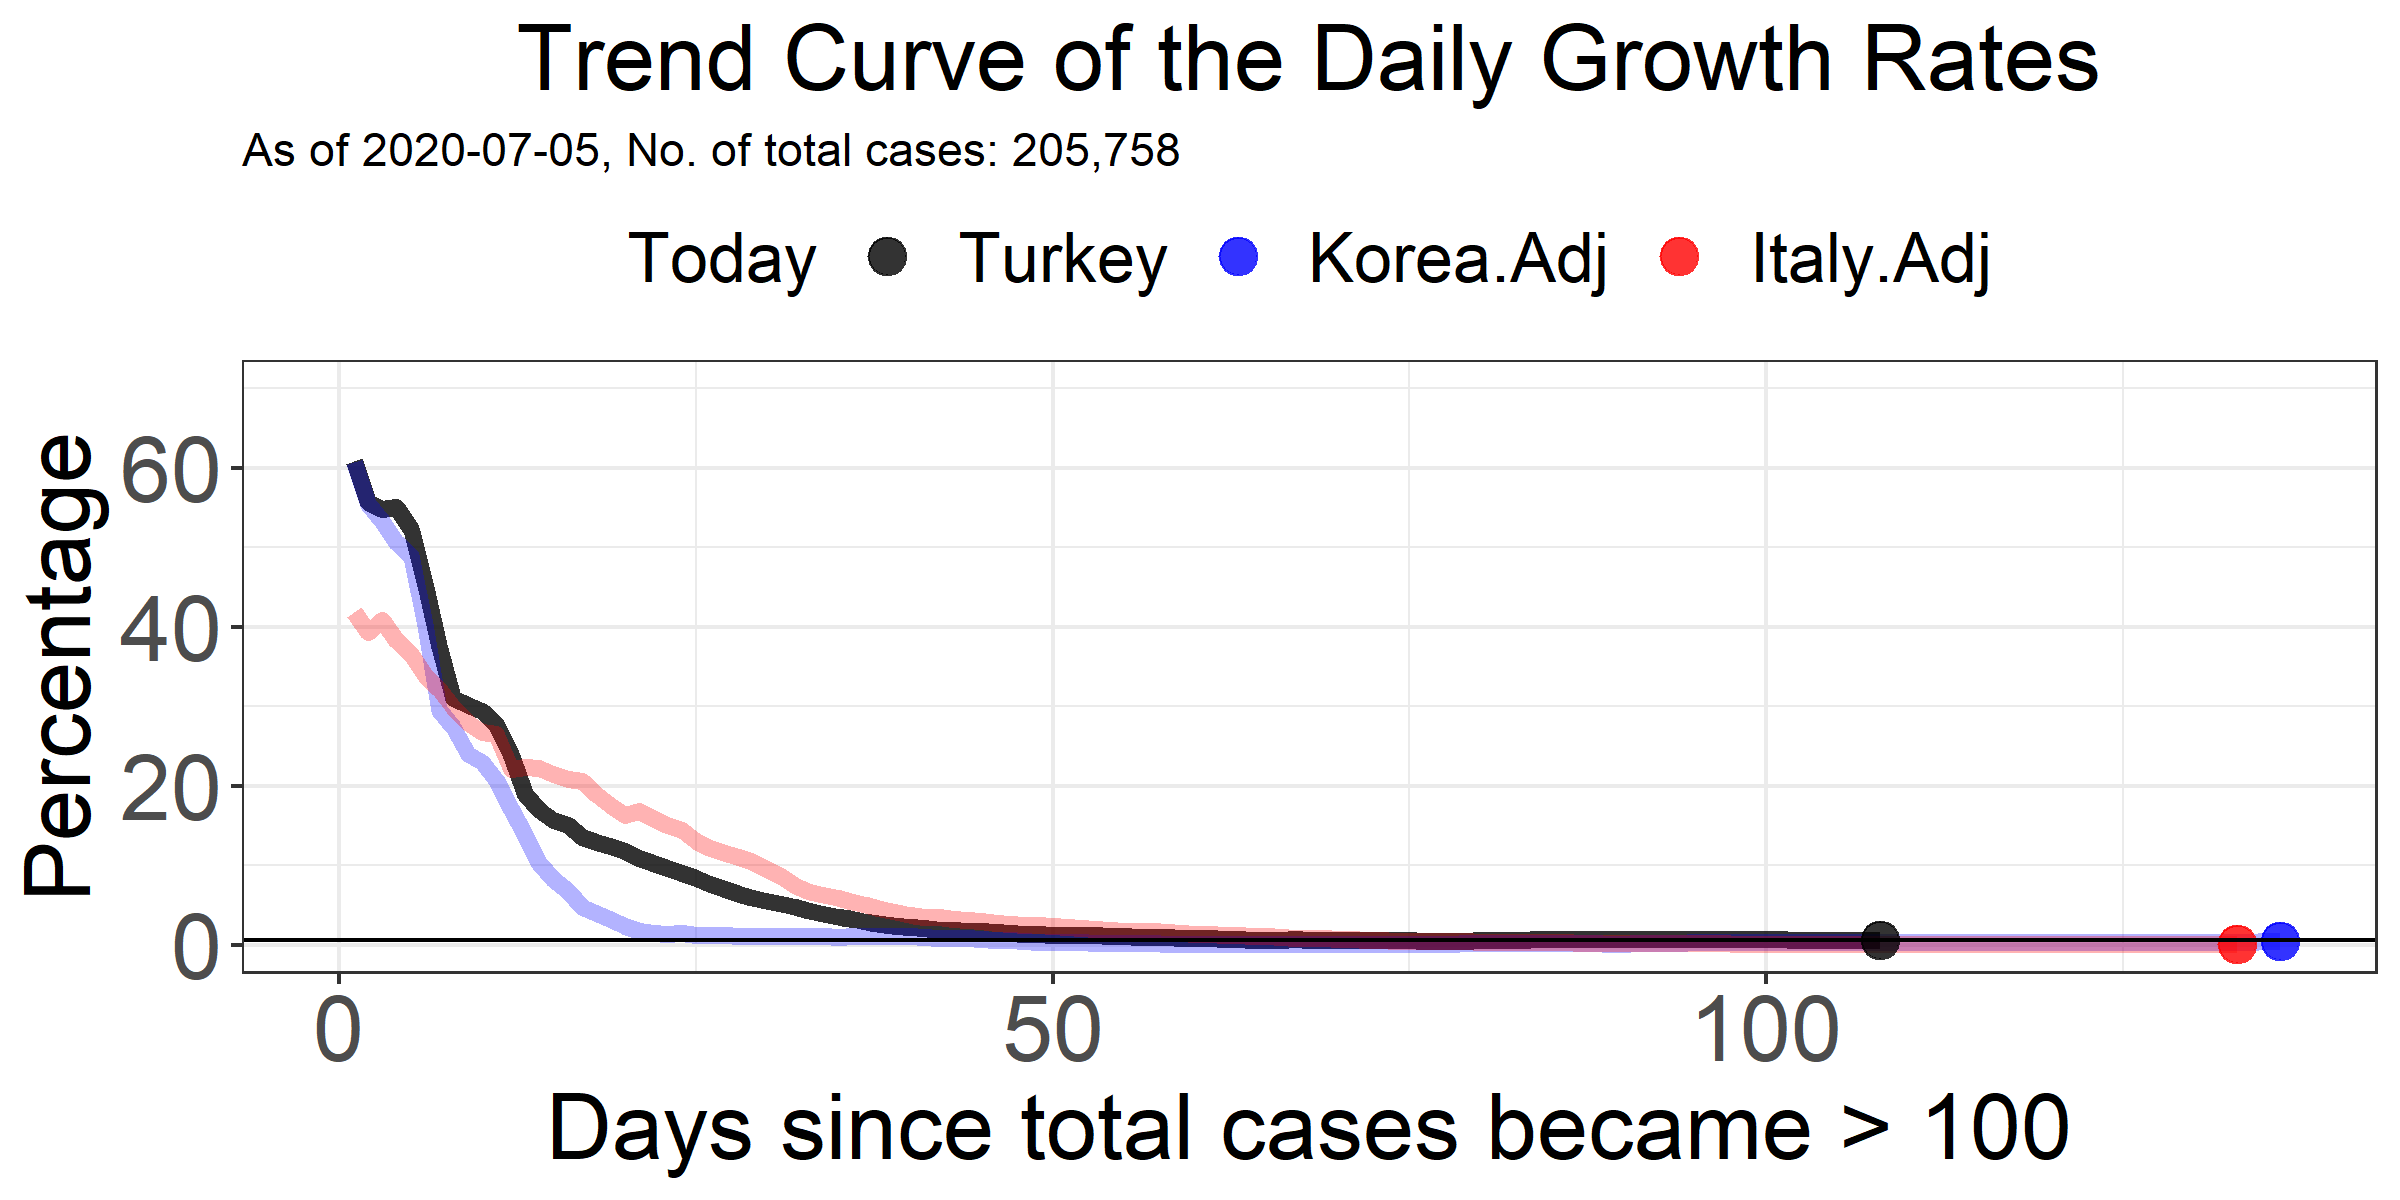 Trend Curve of the Daily Growth Rates
As of 2020-07-05, No. of total cases: 205,758
Today Turkey Korea.Adj Italy.Adj
Percentage
60
40
20
0
0 50 100
Days since total cases became > 100